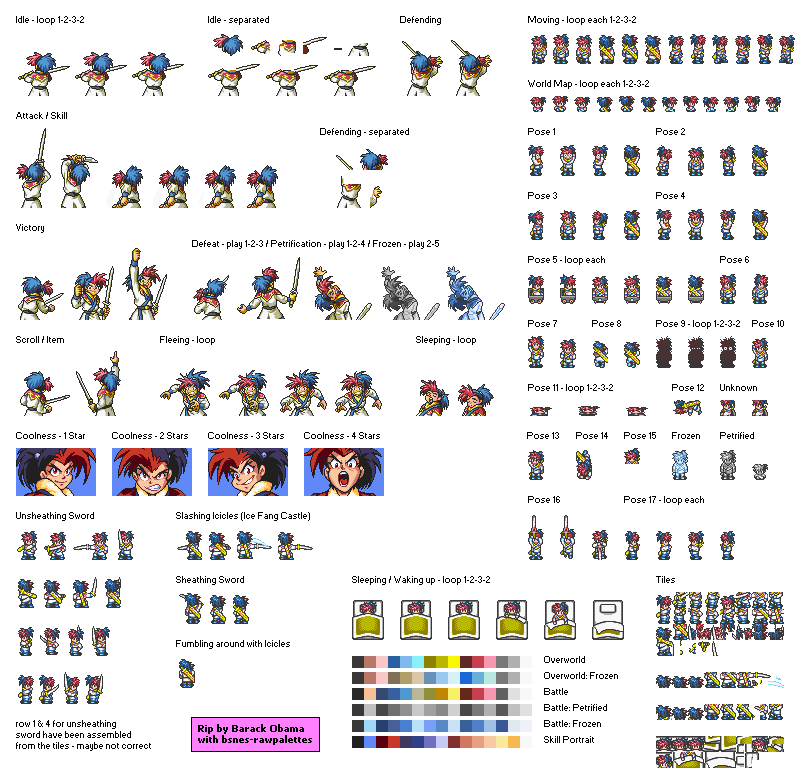 Idle - loop 1-2-3-2
Idle - separated
Defending
Moving - loop each 1-2-3-2
World Map - loop each 1-2-3-2
Attack / Skill
Defending - separated
Pose 1
Pose 2
Pose 3
Pose 4
Victory
Defeat - play 1-2-3 / Petrification - play 1-2-4 / Frozen - play 2-5
Pose 5 - loop each
Pose 6
Scroll / Item
Fleeing - loop
Sleeping - loop
Pose 7
Pose 8
Pose 9 - loop 1-2-3-2
Pose 10
Pose 11 - loop 1-2-3-2
Pose 12
Unknown
Coolness - 1 Star
Coolness - 2 Stars
Coolness - 3 Stars
Coolness - 4 Stars
Pose 13
Pose 14
Pose 15
Frozen
Petrified
Pose 16
Pose 17 - loop each
Unsheathing Sword
Slashing Icicles (Ice Fang Castle)
Sheathing Sword
Sleeping / Waking up - loop 1-2-3-2
Tiles
Fumbling around with Icicles
Overworld
Overworld: Frozen
Battle
Battle: Petrified
Battle: Frozen
Skill Portrait
row 1 & 4 for unsheathing
sword have been assembled
from the tiles - maybe not correct
Rip by Barack Obama
with bsnes-rawpalettes